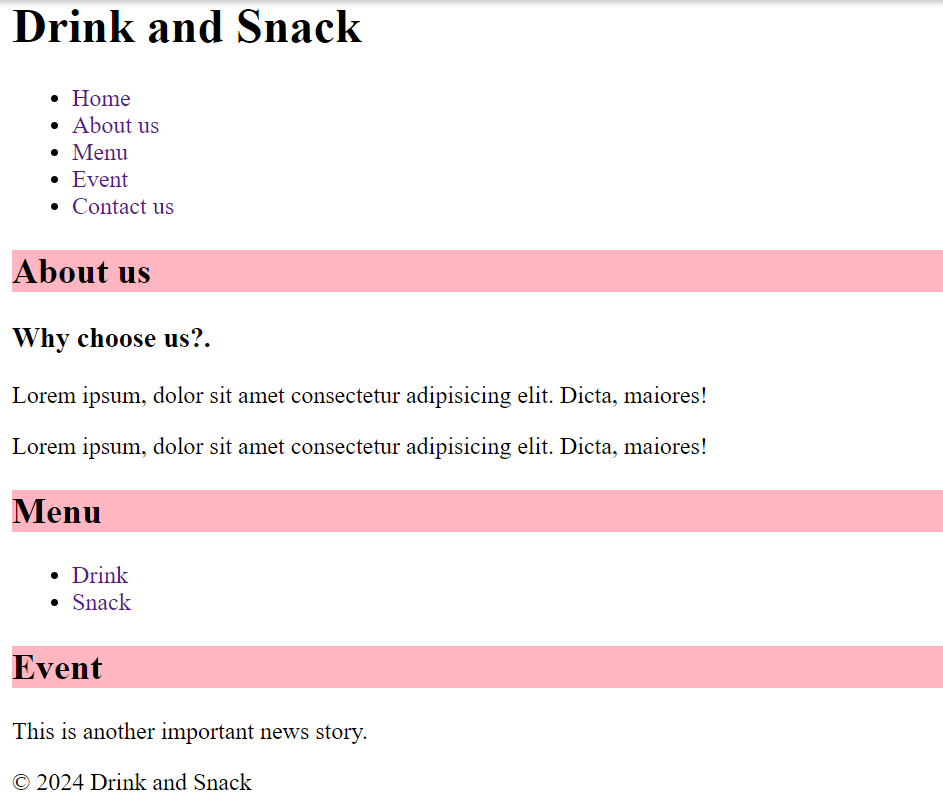 Drink and Snack
Home
About us
Menu
Event
Contact us
About us
Why choose us?.
Lorem ipsum, dolor sit amet consectetur adipisicing elit. Dicta, maiores!
Lorem ipsum, dolor sit amet consectetur adipisicing elit. Dicta, maiores!
Menu
Drink
Snack
Event
This is another important news story.
© 2024 Drink and Snack